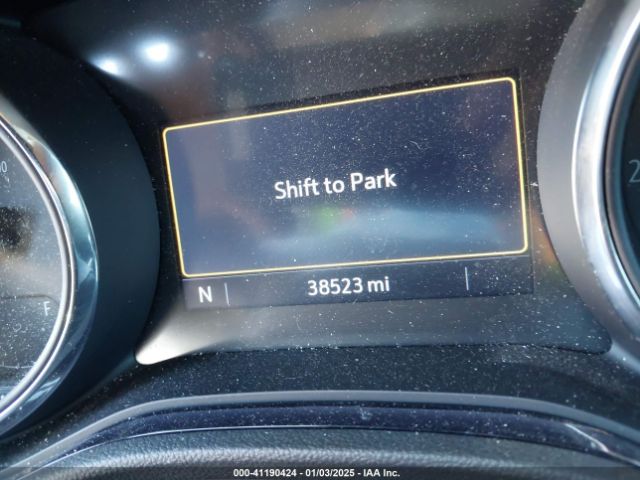 Shift to Park
N 38523 mi
F
000-41190424 - 01/03/2025 - IAA Inc.